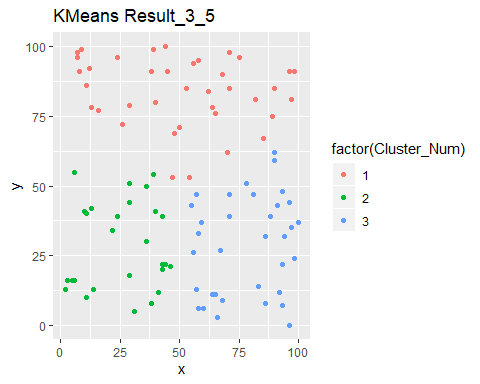 KMeans Result_3_5
100
75
50
25
0
y
0 25 50 75 100
x
factor(Cluster_Num)
1
2
3